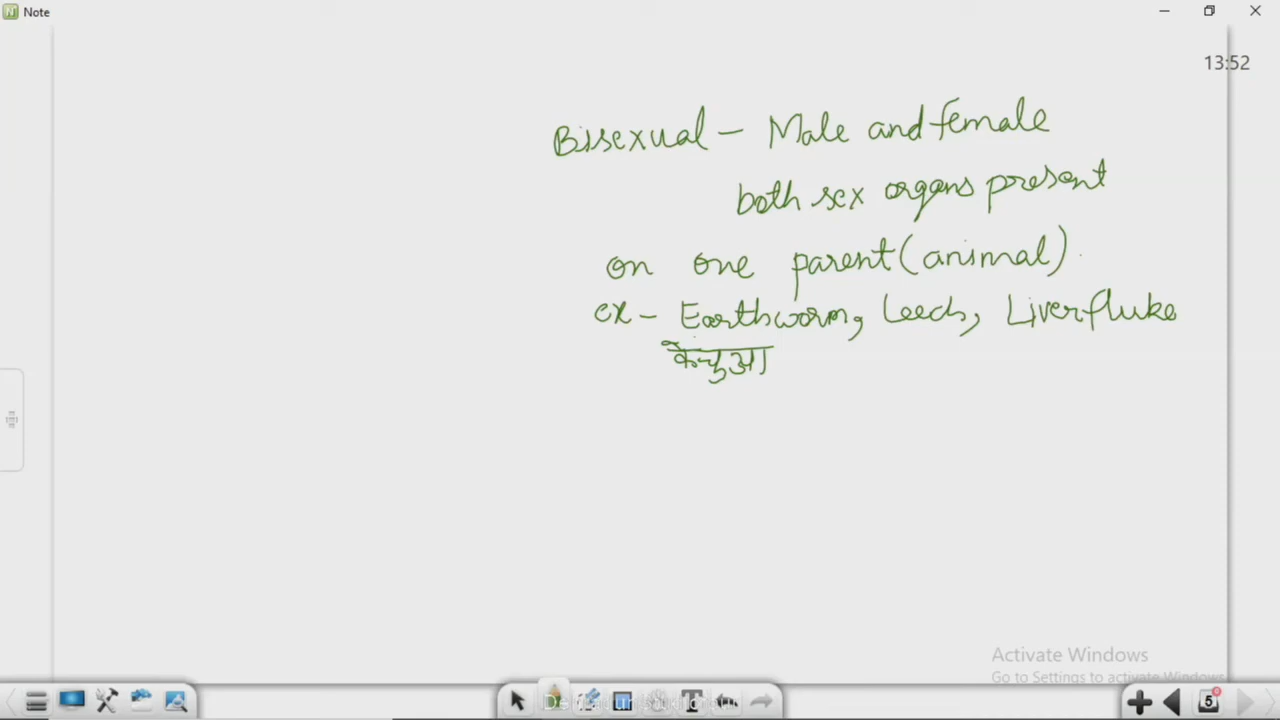 Note
13:52
Bisexual - Male and female
both sex organs present
on one parent (animal).
ex - Earthworm, Leech, Liverfluke
केंचुआ
Activate Windows
Go to Settings to activate Windows.
5